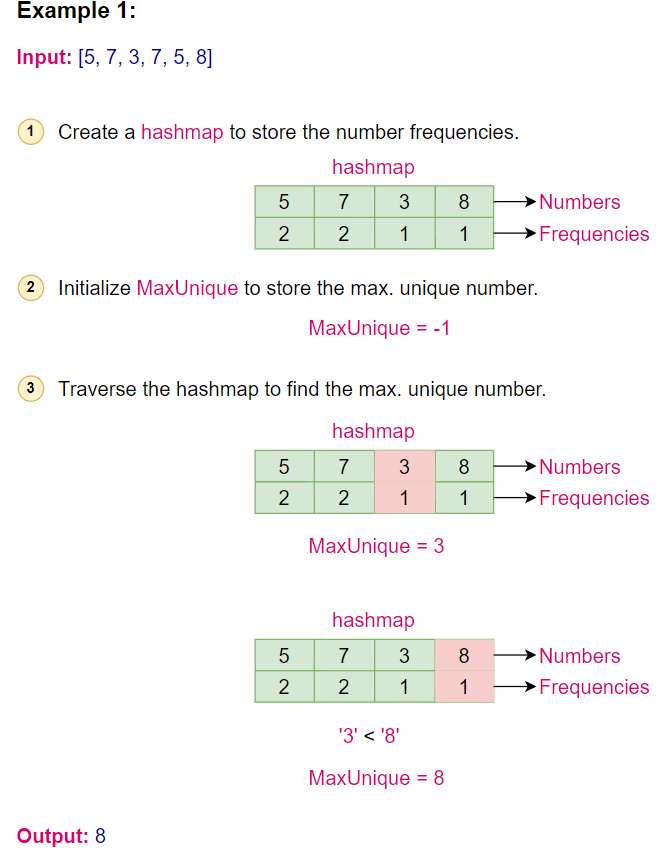 Example 1:
Input: [5, 7, 3, 7, 5, 8]
1 Create a hashmap to store the number frequencies.
hashmap
5 7 3 8 Numbers
2 2 1 1 Frequencies
2 Initialize MaxUnique to store the max. unique number.
MaxUnique = -1
3 Traverse the hashmap to find the max. unique number.
hashmap
5 7 3 8 Numbers
2 2 1 1 Frequencies
MaxUnique = 3
hashmap
5 7 3 8 Numbers
2 2 1 1 Frequencies
'3' < '8'
MaxUnique = 8
Output: 8